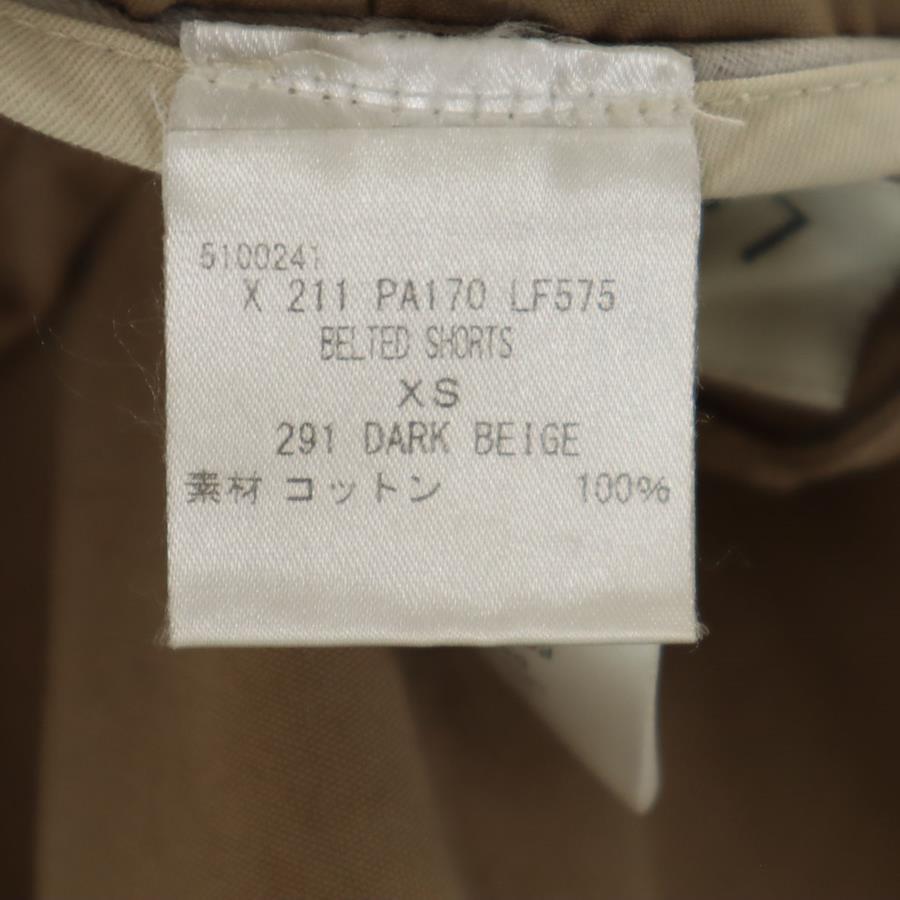 5100241
X 211 PA170 LF575
BELTED SHORTS
XS
291 DARK BEIGE
素材 コットン 100%